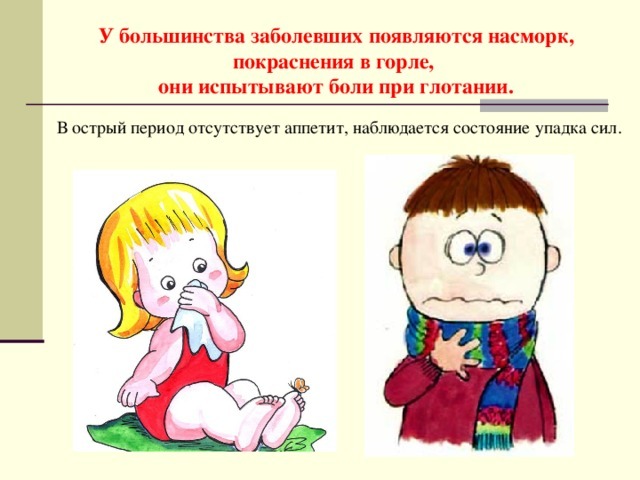 У большинства заболевших появляются насморк,
покраснения в горле,
они испытывают боли при глотании.
В острый период отсутствует аппетит, наблюдается состояние упадка сил.